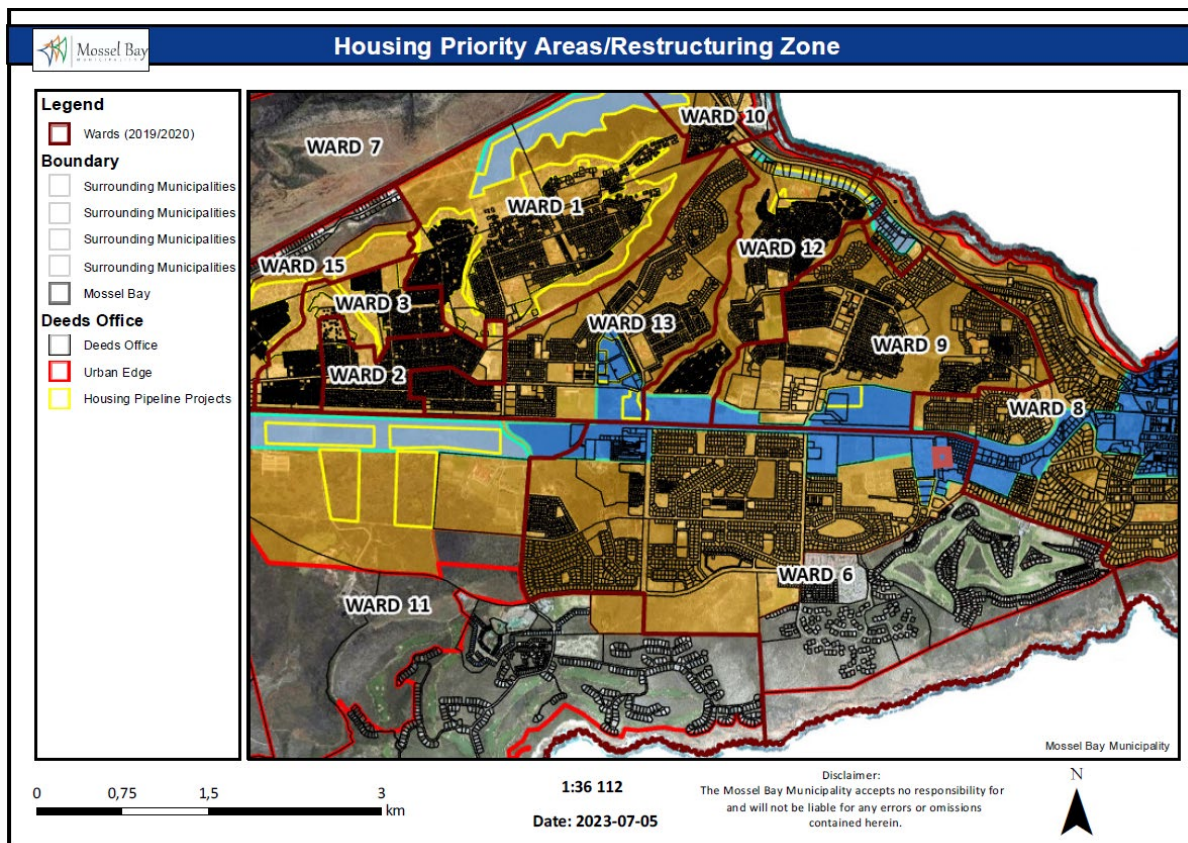 Mossel Bay
MUNICIPALITY
Housing Priority Areas/Restructuring Zone
Legend
Wards (2019/2020)
Boundary
Surrounding Municipalities
Surrounding Municipalities
Surrounding Municipalities
Surrounding Municipalities
Mossel Bay
Deeds Office
Deeds Office
Urban Edge
Housing Pipeline Projects
WARD 10
WARD 7
WARD 1
WARD 12
WARD 15
WARD 3
WARD 13
WARD 9
WARD 2
WARD 8
WARD 6
WARD 11
Mossel Bay Municipality
0 0,75 1,5 3
km
1:36 112
Date: 2023-07-05
Disclaimer:
The Mossel Bay Municipality accepts no responsibility for
and will not be liable for any errors or omissions
contained herein.
N